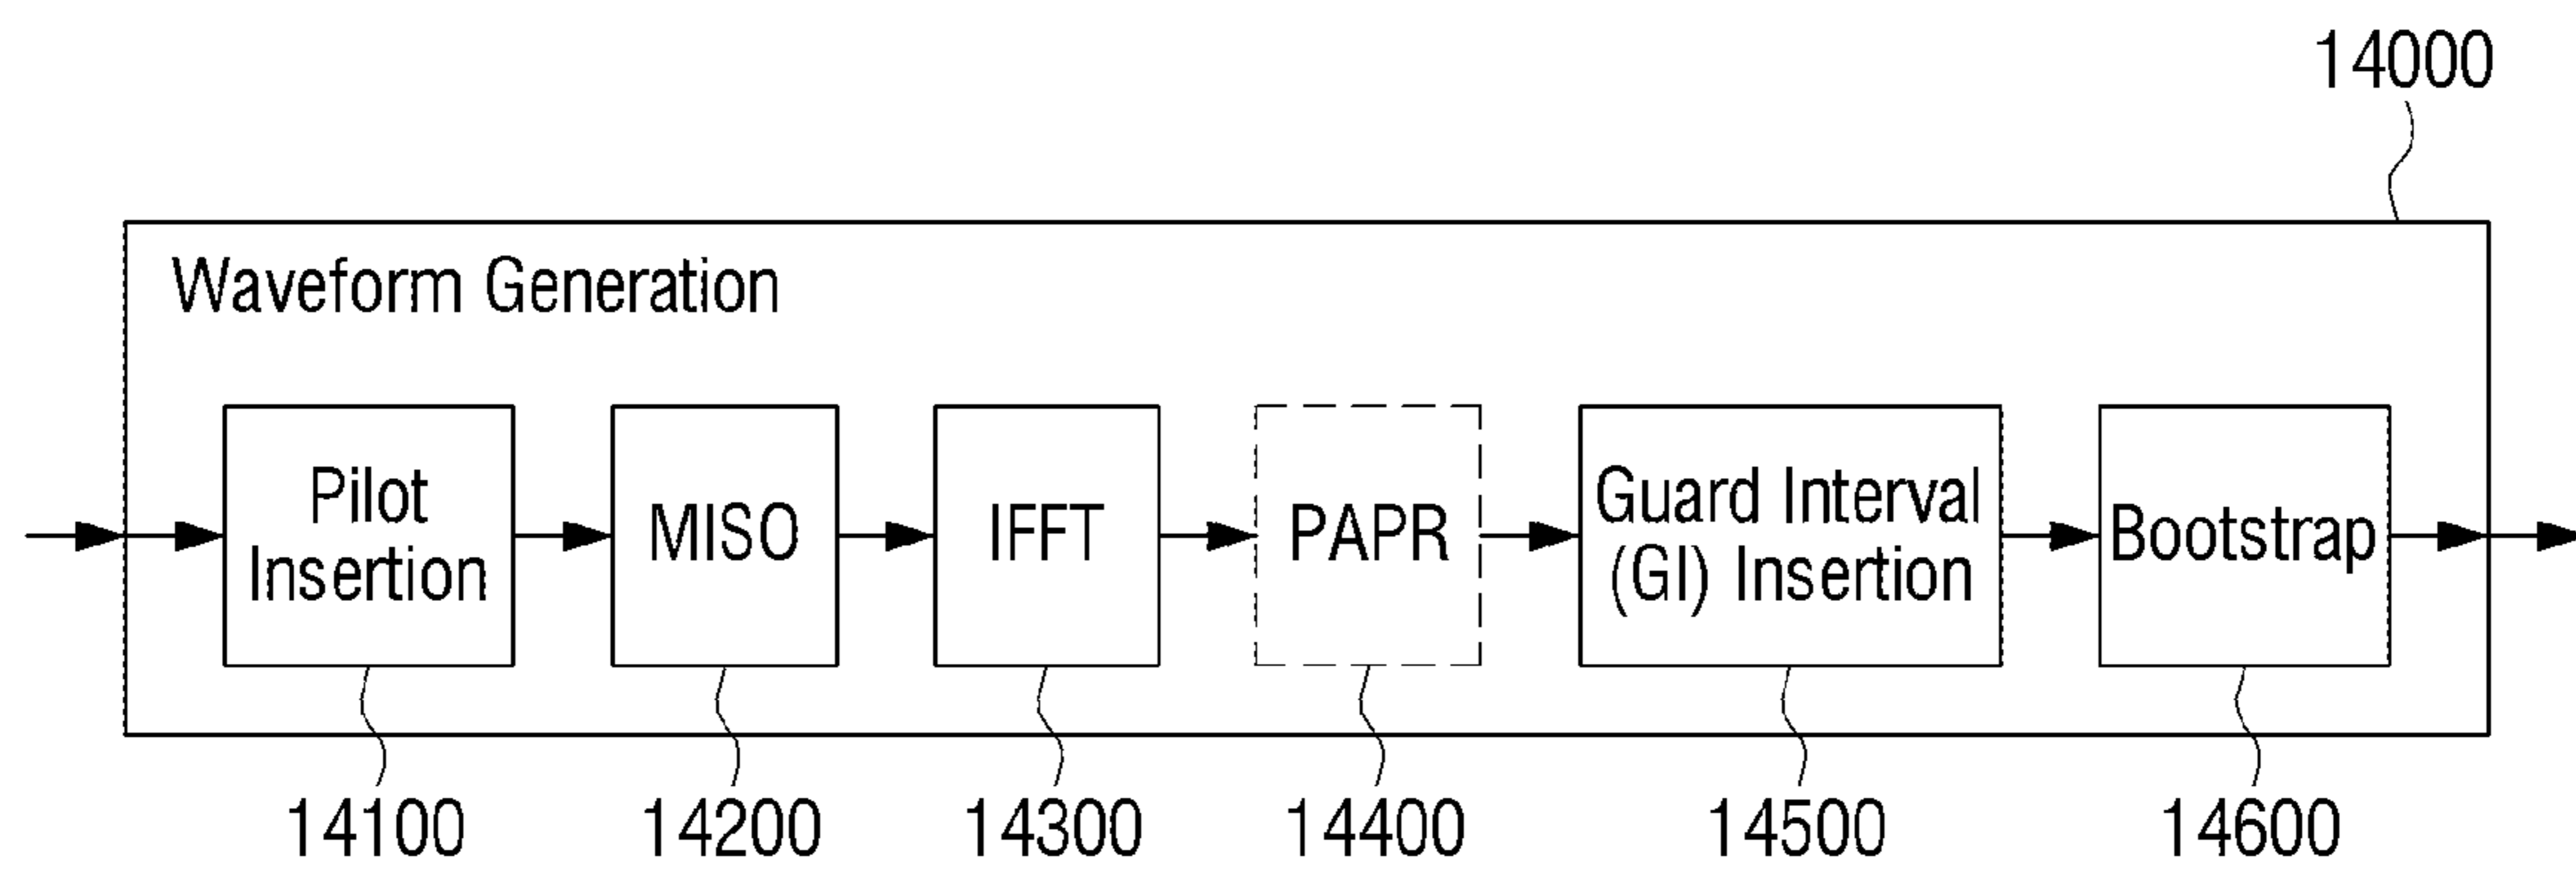 14000
Waveform Generation
Pilot
Insertion
MISO
IFFT
PAPR
Guard Interval
(GI) Insertion
Bootstrap
14100
14200
14300
14400
14500
14600